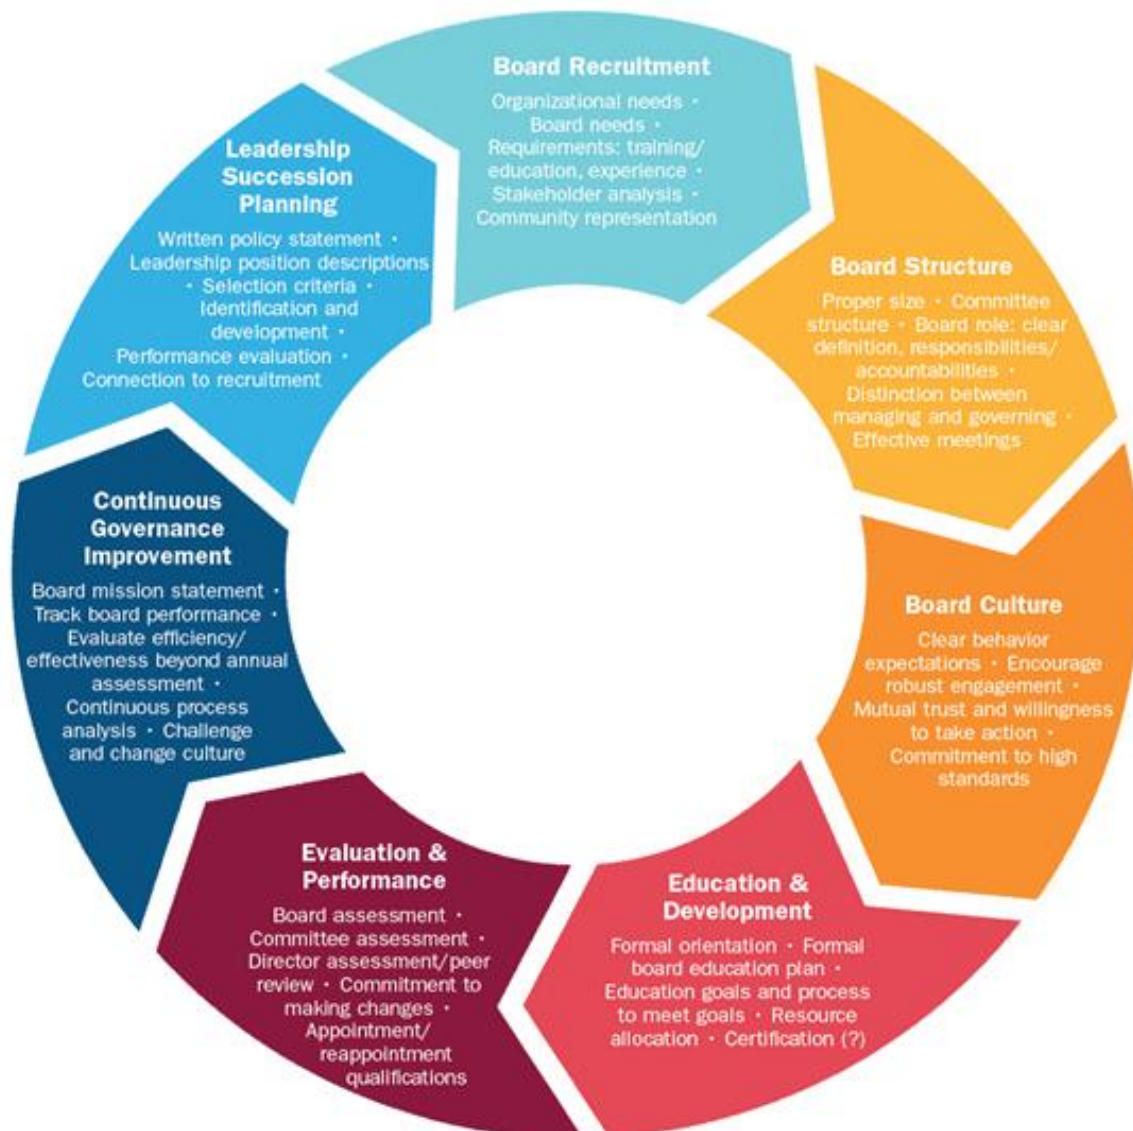 Board Recruitment
Organizational needs •
Board needs •
Requirements: training/
education, experience •
Stakeholder analysis •
Community representation
Board Structure
Proper size • Committee
structure • Board role: clear
definition, responsibilities/
accountabilities •
Distinction between
managing and governing •
Effective meetings
Board Culture
Clear behavior
expectations • Encourage
robust engagement •
Mutual trust and willingness
to take action •
Commitment to high
standards
Education &
Development
Formal orientation • Formal
board education plan •
Education goals and process
to meet goals • Resource
allocation • Certification (?)
Evaluation &
Performance
Board assessment •
Committee assessment •
Director assessment/peer
review • Commitment to
making changes •
Appointment/
reappointment
qualifications
Continuous
Governance
Improvement
Board mission statement •
Track board performance •
Evaluate efficiency/
effectiveness beyond annual
assessment •
Continuous process
analysis • Challenge
and change culture
Leadership
Succession
Planning
Written policy statement •
Leadership position descriptions
• Selection criteria •
Identification and
development •
Performance evaluation •
Connection to recruitment